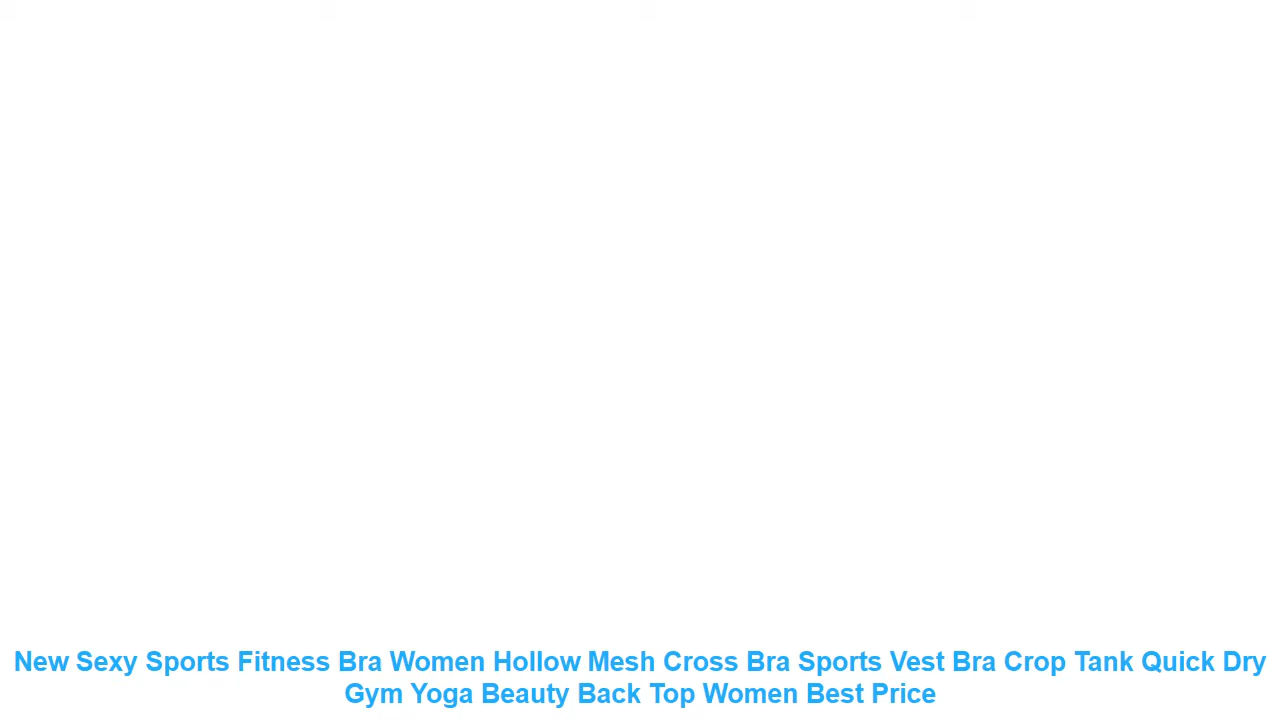 New Sexy Sports Fitness Bra Women Hollow Mesh Cross Bra Sports Vest Bra Crop Tank Quick Dry
Gym Yoga Beauty Back Top Women Best Price